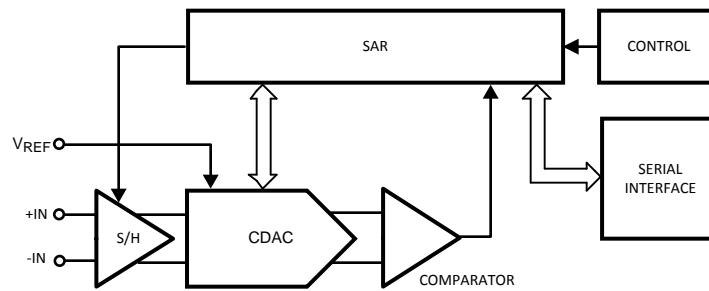 SAR
CONTROL
VREF
SERIAL
INTERFACE
+IN
-IN
S/H
CDAC
COMPARATOR